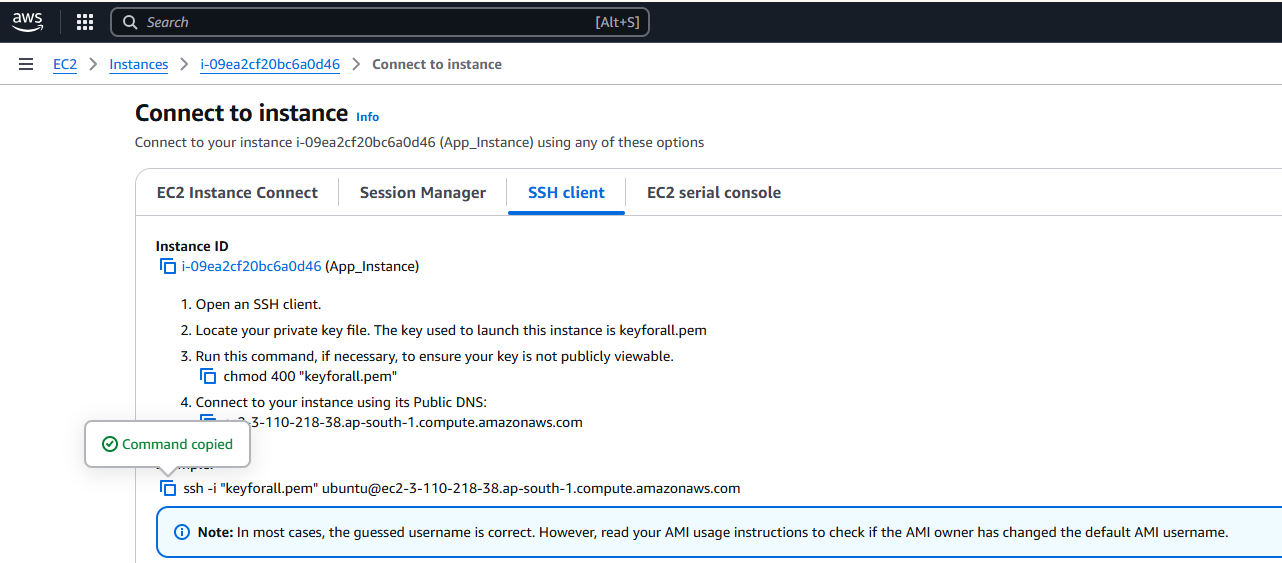 aws
Search [Alt+S]
EC2 > Instances > i-09ea2cf20bc6a0d46 > Connect to instance
Connect to instance Info
Connect to your instance i-09ea2cf20bc6a0d46 (App_Instance) using any of these options
EC2 Instance Connect Session Manager SSH client EC2 serial console
Instance ID
i-09ea2cf20bc6a0d46 (App_Instance)
1. Open an SSH client.
2. Locate your private key file. The key used to launch this instance is keyforall.pem
3. Run this command, if necessary, to ensure your key is not publicly viewable.
chmod 400 "keyforall.pem"
4. Connect to your instance using its Public DNS:
2-3-110-218-38.ap-south-1.compute.amazonaws.com
Command copied
ssh -i "keyforall.pem" ubuntu@ec2-3-110-218-38.ap-south-1.compute.amazonaws.com
Note: In most cases, the guessed username is correct. However, read your AMI usage instructions to check if the AMI owner has changed the default AMI username.